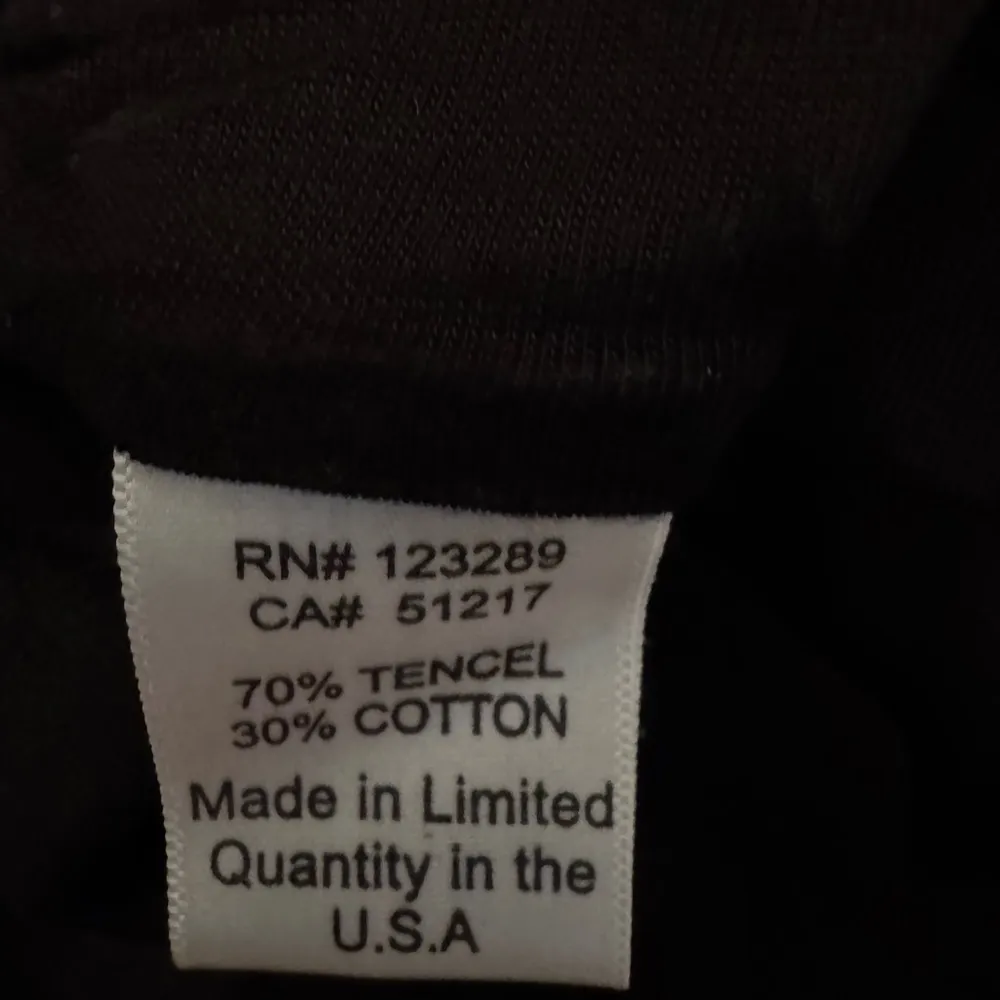 RN# 123289
CA# 51217
70% TENCEL
30% COTTON
Made in Limited
Quantity in the
U.S.A